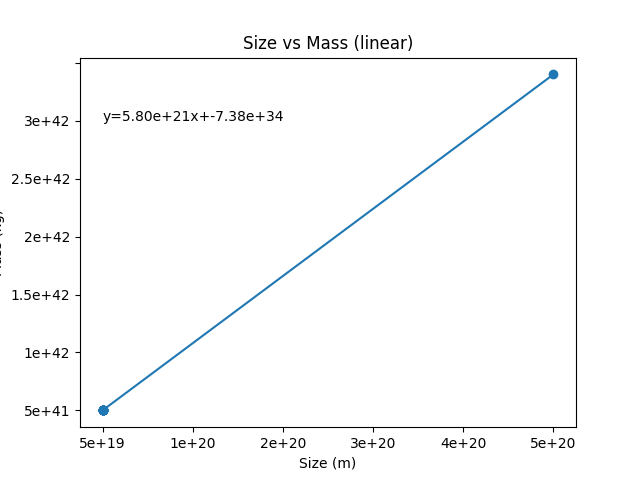 Size vs Mass (linear)
y=5.80e+21x+-7.38e+34
3e+42
2.5e+42
2e+42
1.5e+42
1e+42
5e+41
5e+19
1e+20
2e+20
3e+20
4e+20
5e+20
Size (m)